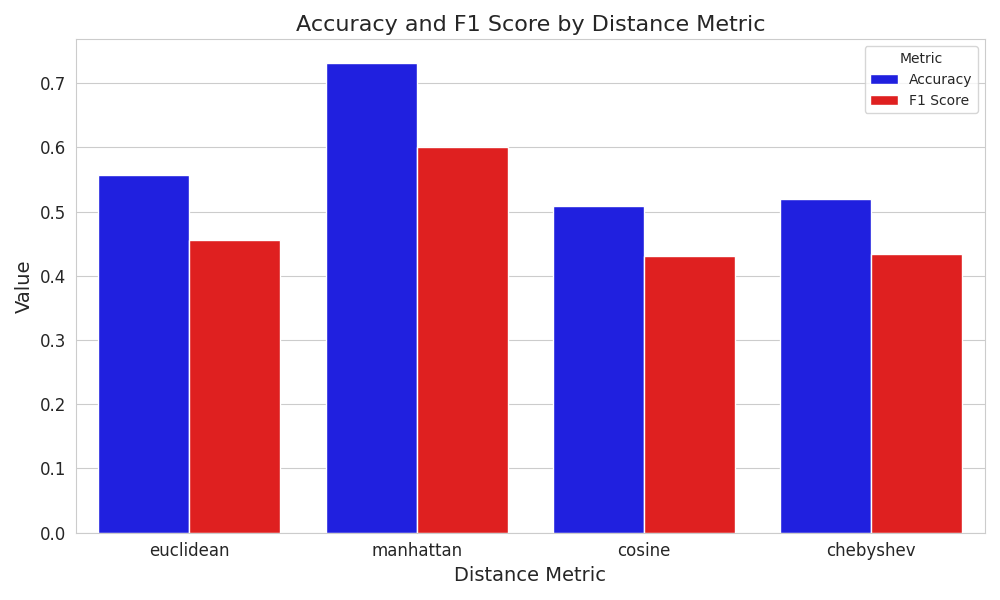 Accuracy and F1 Score by Distance Metric
Metric
Accuracy
F1 Score
0.7
0.6
0.5
0.4
0.3
0.2
0.1
0.0
Value
euclidean manhattan cosine chebyshev
Distance Metric